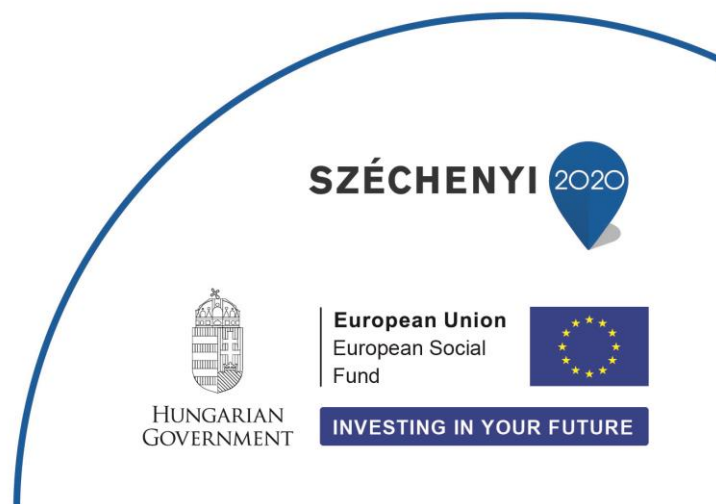 SZÉCHENYI 2020
European Union
European Social
Fund
HUNGARIAN
GOVERNMENT
INVESTING IN YOUR FUTURE